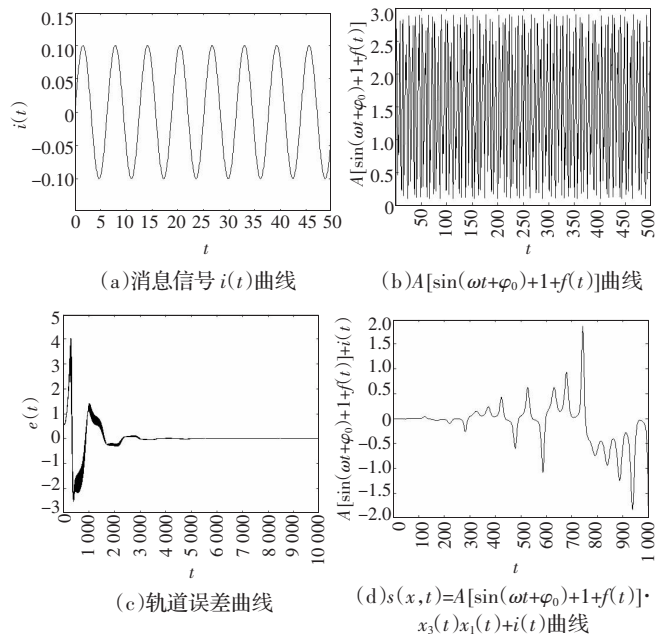 0.15
0.10
0.05
0
−0.05
−0.10
i(t)
0 5 10 15 20 25 30 35 40 45 50
t
(a)消息信号 i(t)曲线
3.0
2.5
2.0
1.5
1.0
0.5
0
A[sin(ωt+φ₀)+1+f(t)]
50 100 150 200 250 300 350 400 450 500
t
(b)A[sin(ωt+φ₀)+1+f(t)]曲线
5
4
3
2
1
0
−1
−2
−3
e(t)
0 1 000 2 000 3 000 4 000 5 000 6 000 7 000 8 000 9 000 10 000
t
(c)轨道误差曲线
2.0
1.5
1.0
0.5
0
−0.5
−1.0
−1.5
−2.0
A[sin(ωt+φ₀)+1+f(t)]+i(t)
0 100 200 300 400 500 600 700 800 900 1 000
t
(d)s(x,t)=A[sin(ωt+φ₀)+1+f(t)]·
x₃(t)x₁(t)+i(t)曲线